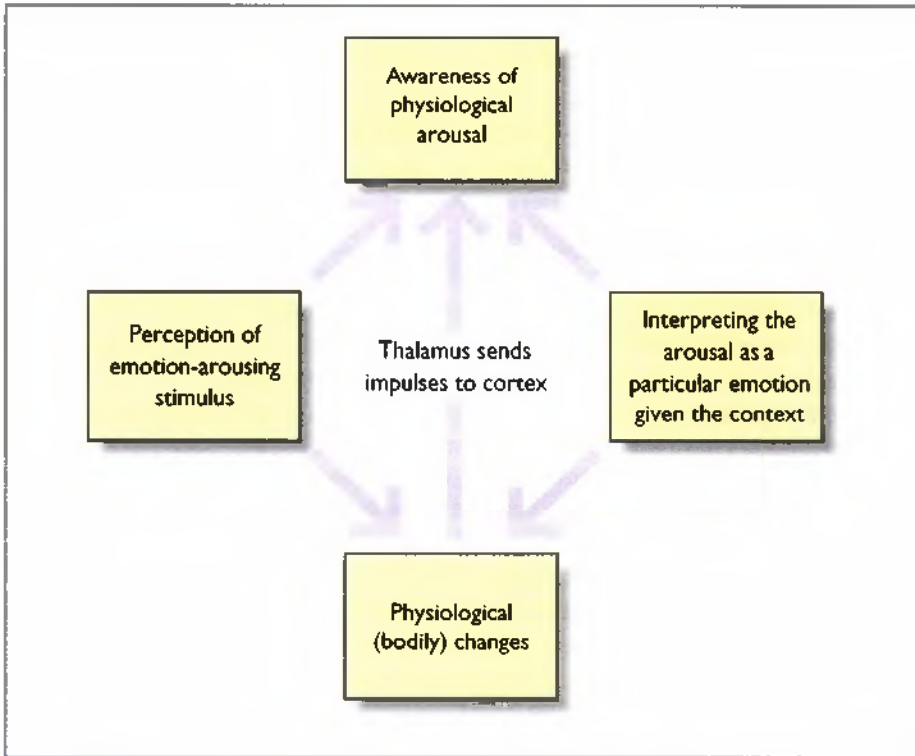 Awareness of
physiological
arousal
Perception of
emotion-arousing
stimulus
Thalamus sends
impulses to cortex
Interpreting the
arousal as a
particular emotion
given the context
Physiological
(bodily) changes